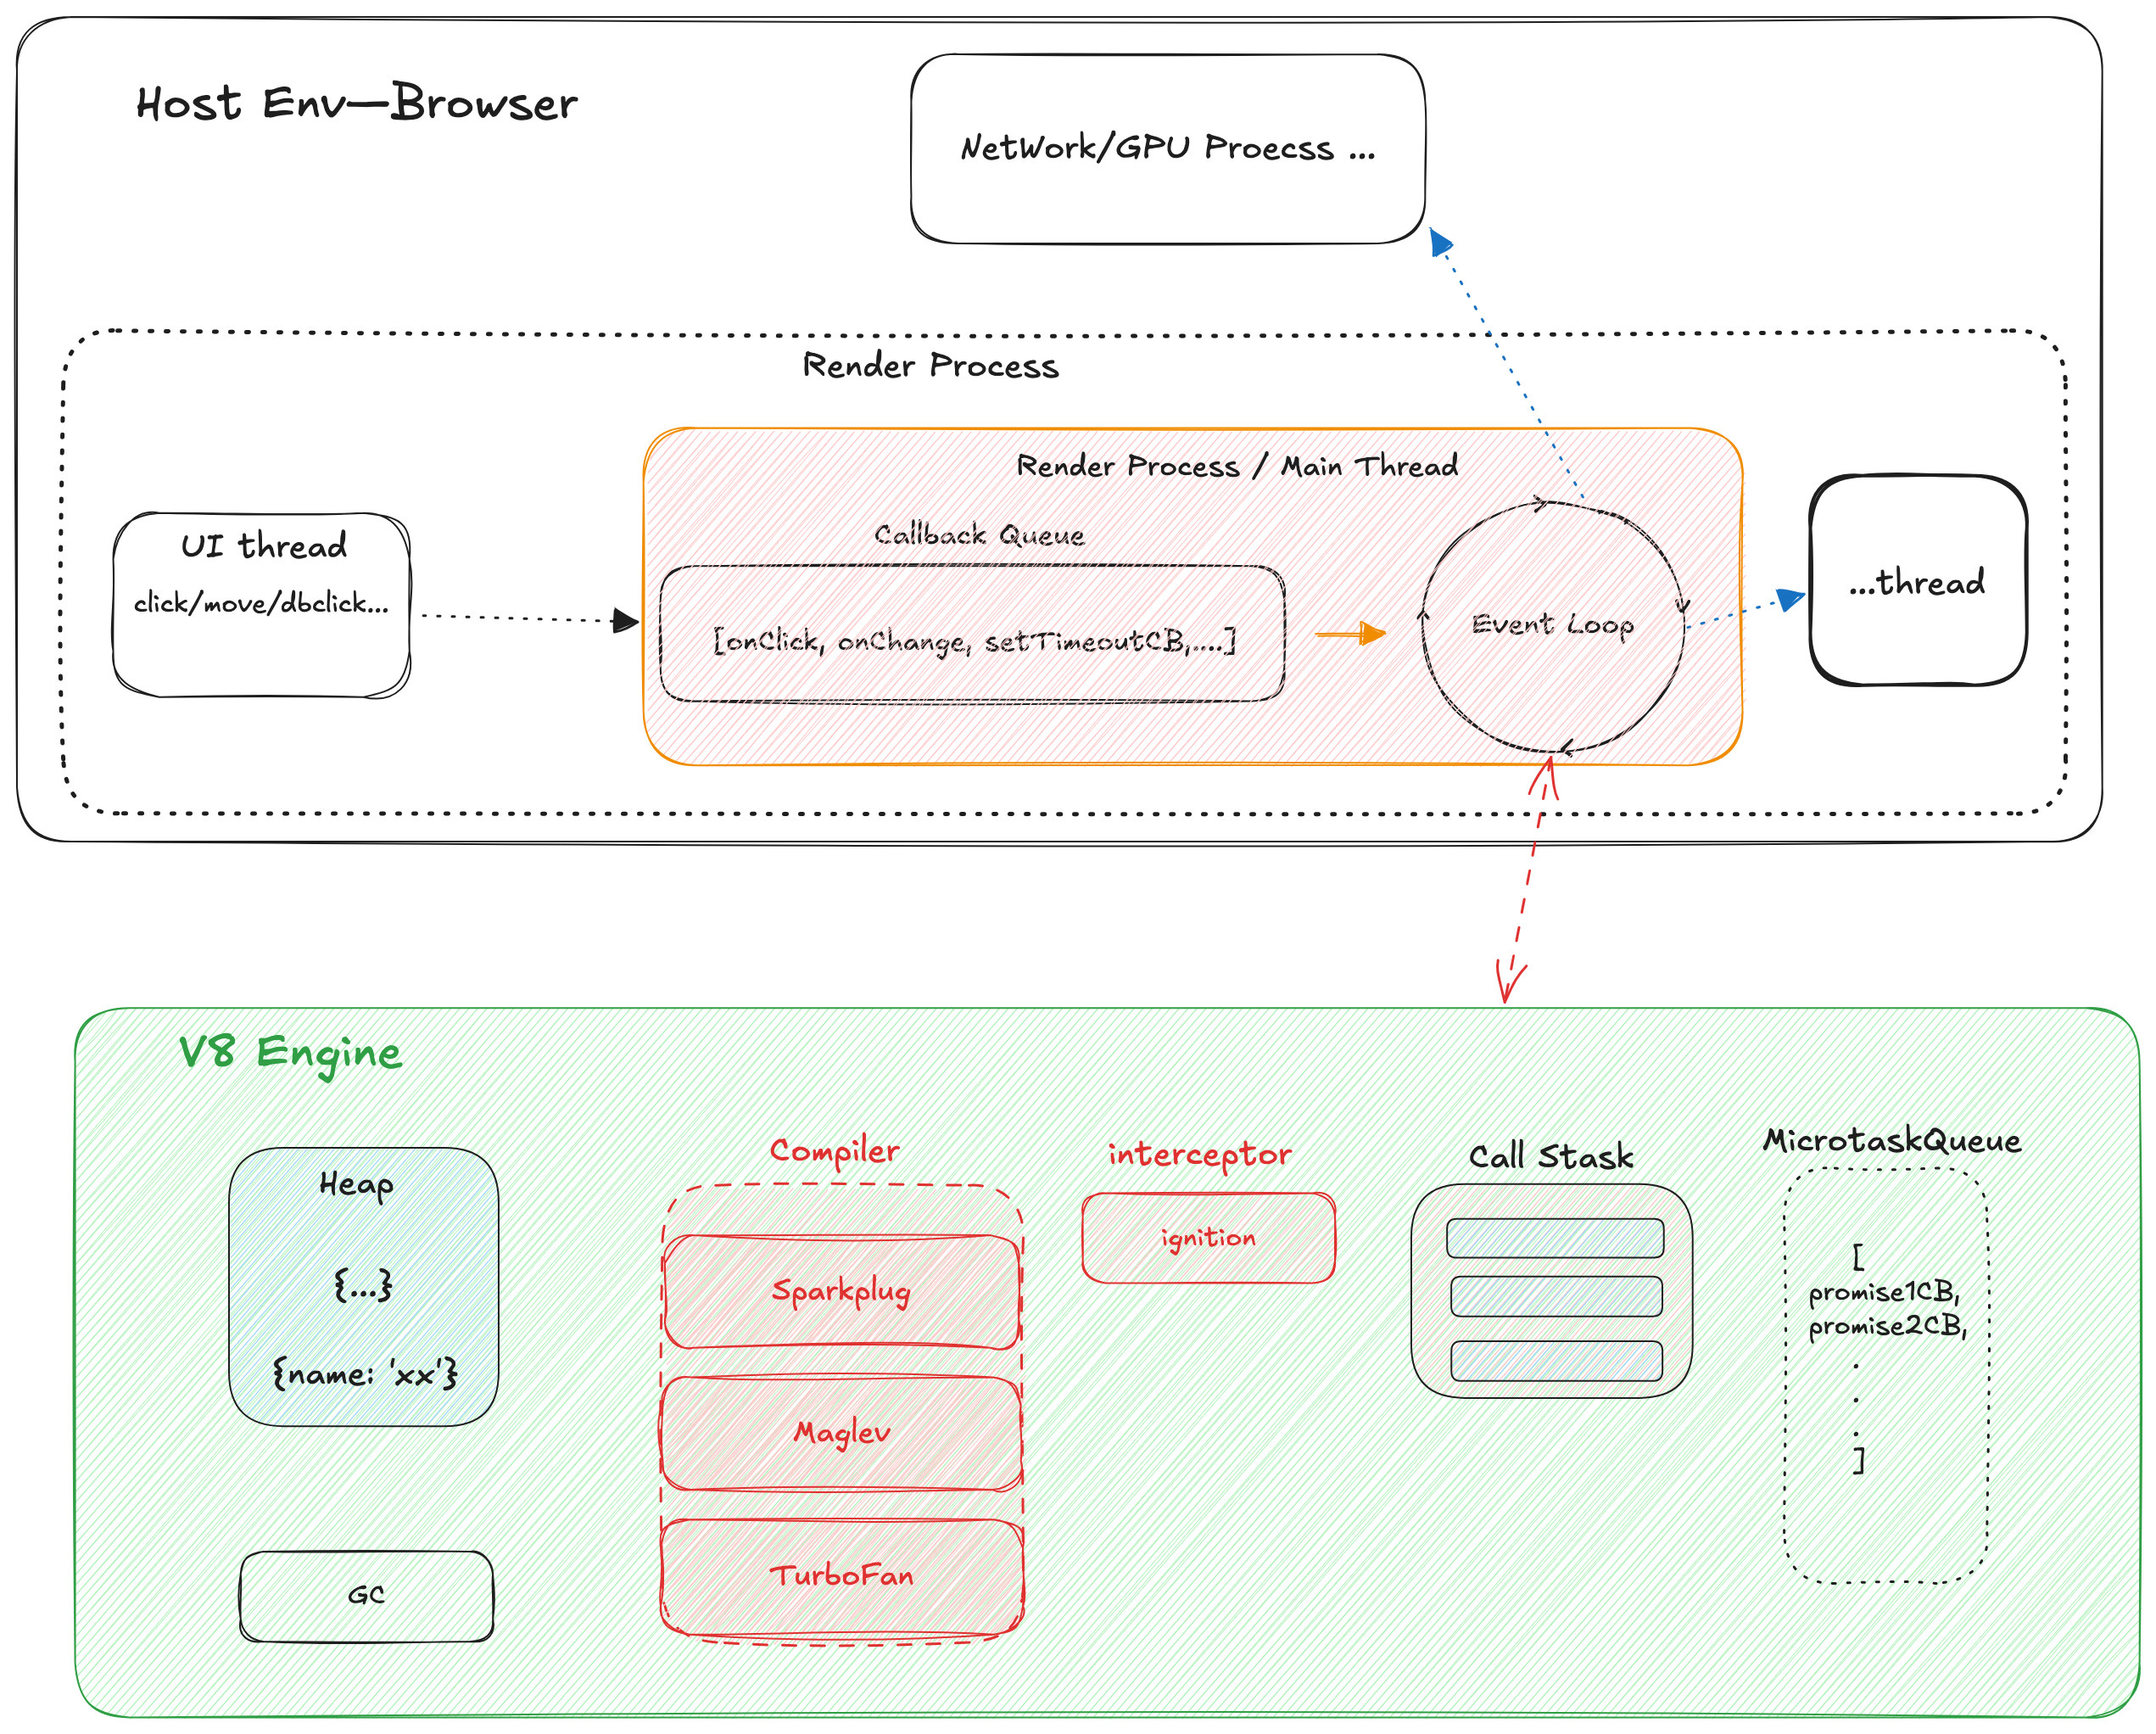 Host Env—Browser
NetWork/GPU Proecss ...
Render Process
Render Process / Main Thread
UI thread
click/move/dbclick...
Callback Queue
[onClick, onChange, setTimeoutCB,....]
Event Loop
...thread
V8 Engine
Heap
{...}
{name: 'xx'}
GC
Compiler
Sparkplug
Maglev
TurboFan
interceptor
ignition
Call Stask
MicrotaskQueue
[
promise1CB,
promise2CB,
.
.
.
]